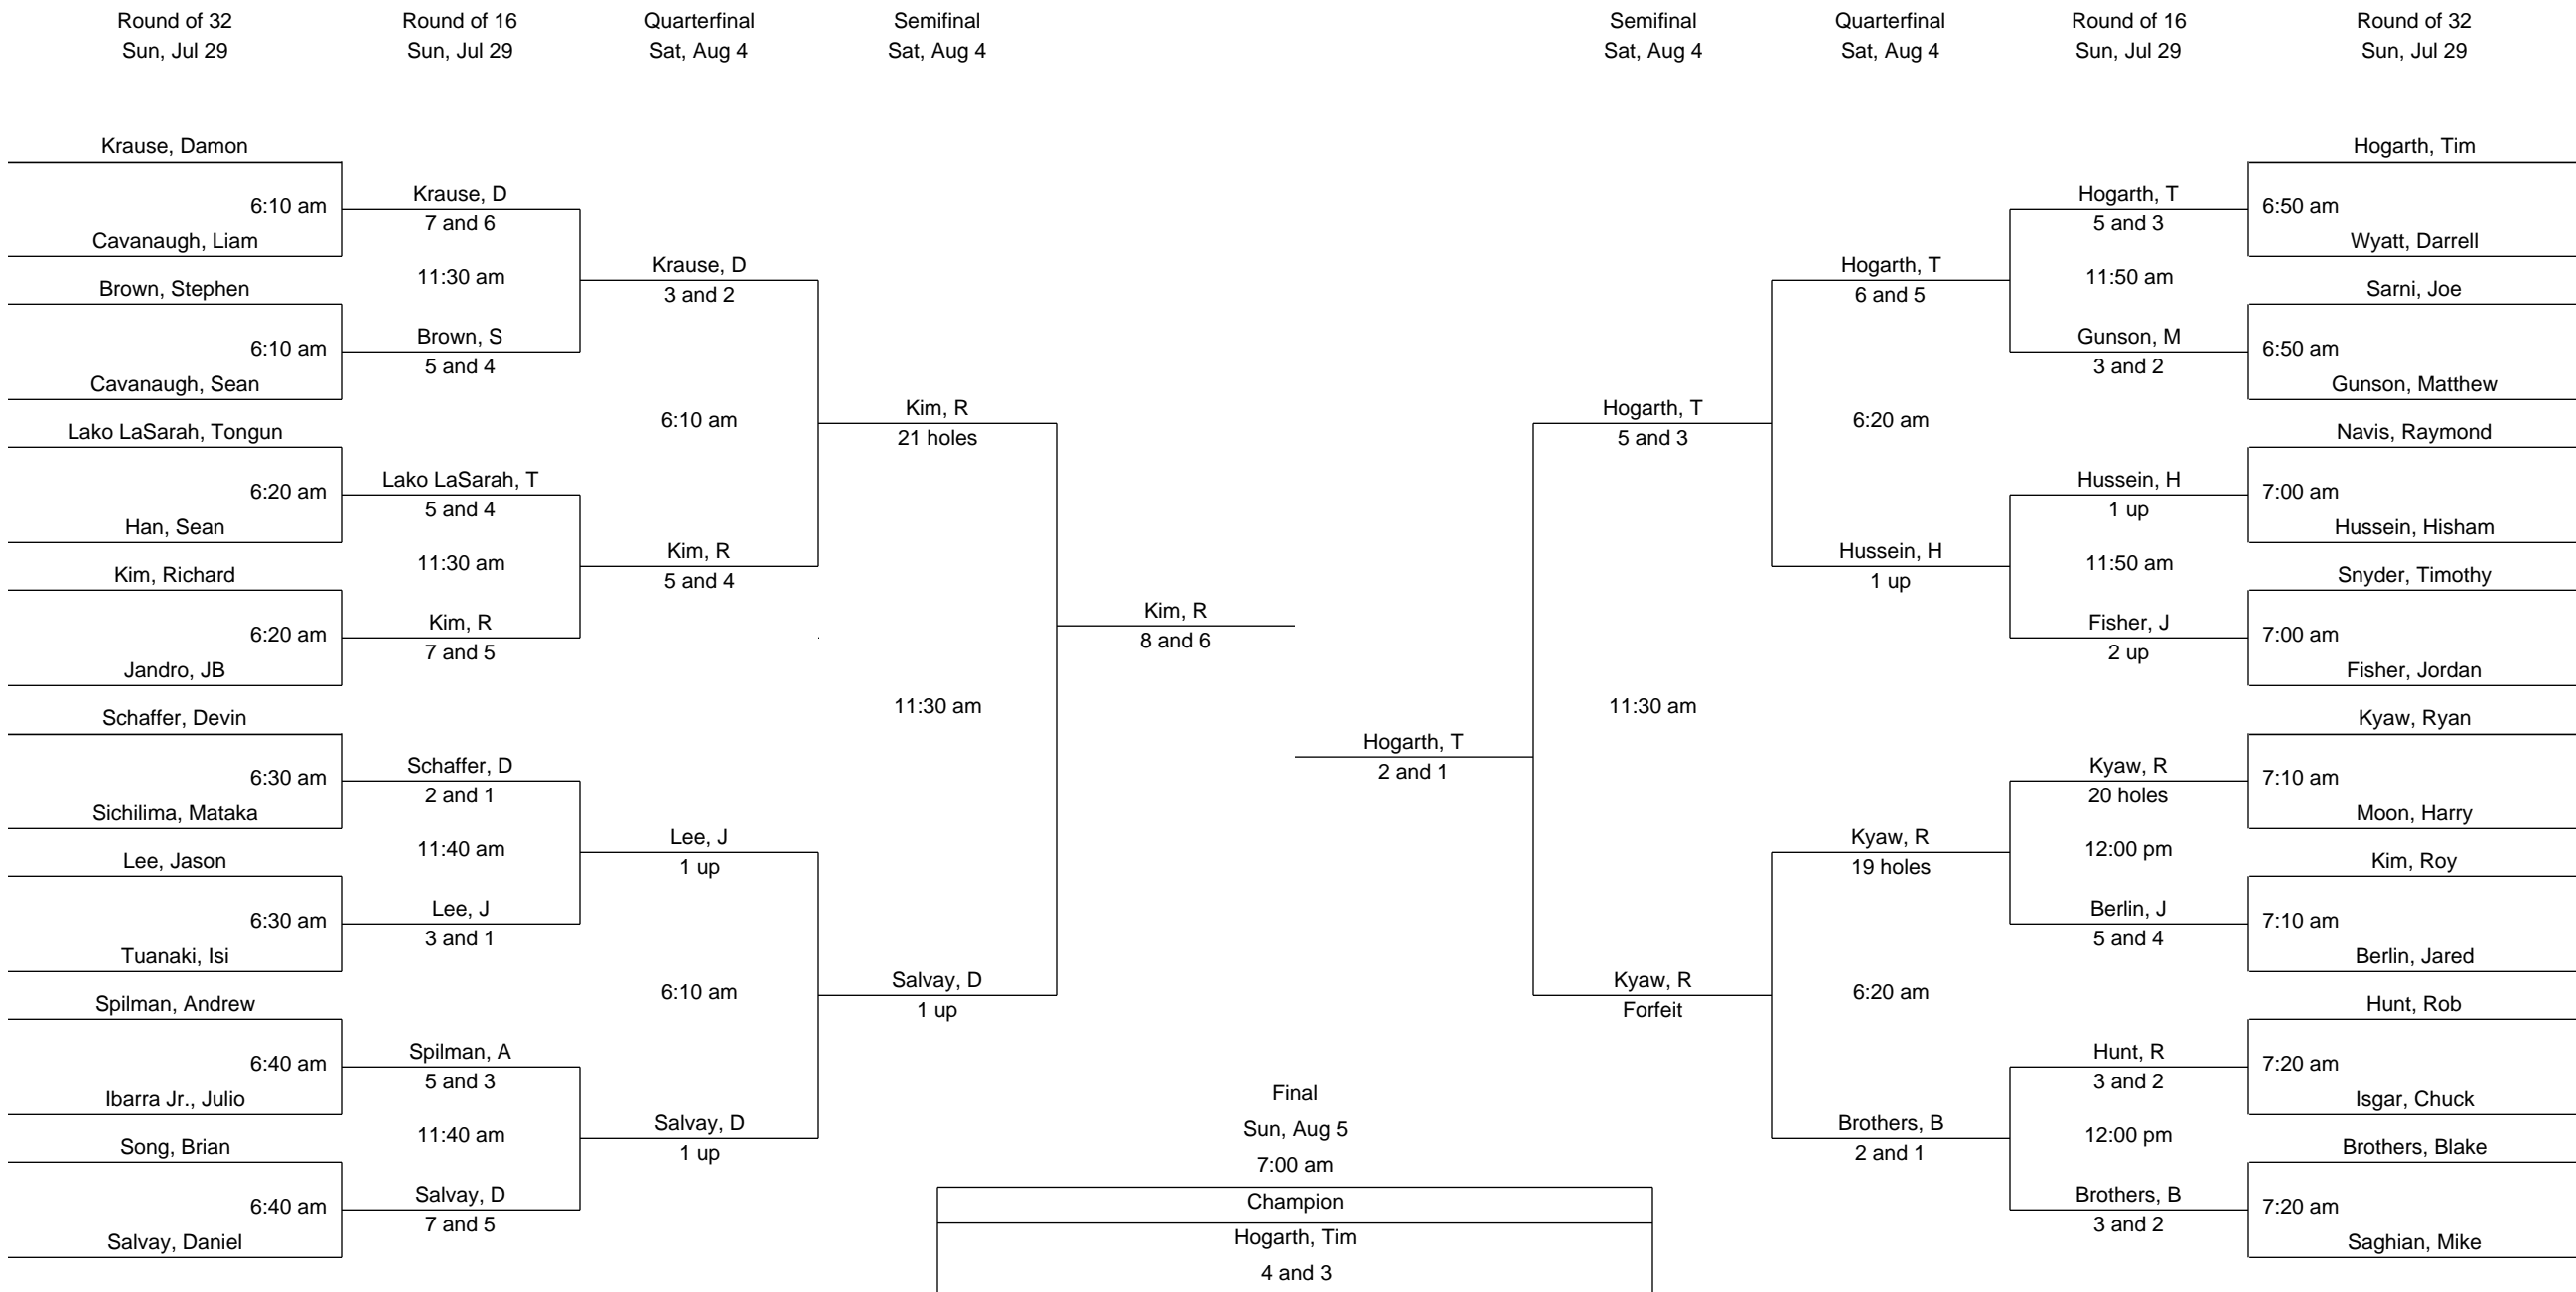 Round of 32
Sun, Jul 29
Round of 16
Sun, Jul 29
Quarterfinal
Sat, Aug 4
Semifinal
Sat, Aug 4
Semifinal
Sat, Aug 4
Quarterfinal
Sat, Aug 4
Round of 16
Sun, Jul 29
Round of 32
Sun, Jul 29
Krause, Damon
6:10 am
Cavanaugh, Liam
Brown, Stephen
6:10 am
Cavanaugh, Sean
Lako LaSarah, Tongun
6:20 am
Han, Sean
Kim, Richard
6:20 am
Jandro, JB
Schaffer, Devin
6:30 am
Sichilima, Mataka
Lee, Jason
6:30 am
Tuanaki, Isi
Spilman, Andrew
6:40 am
Ibarra Jr., Julio
Song, Brian
6:40 am
Salvay, Daniel
Krause, D
7 and 6
11:30 am
Brown, S
5 and 4
Lako LaSarah, T
5 and 4
11:30 am
Kim, R
7 and 5
Schaffer, D
2 and 1
11:40 am
Lee, J
3 and 1
Spilman, A
5 and 3
11:40 am
Salvay, D
7 and 5
Krause, D
3 and 2
6:10 am
Kim, R
5 and 4
Lee, J
1 up
6:10 am
Salvay, D
1 up
Kim, R
21 holes
11:30 am
Salvay, D
1 up
Kim, R
8 and 6
Hogarth, T
2 and 1
Hogarth, T
5 and 3
11:30 am
Kyaw, R
Forfeit
Hogarth, T
6 and 5
6:20 am
Hussein, H
1 up
Kyaw, R
19 holes
6:20 am
Brothers, B
2 and 1
Hogarth, T
5 and 3
11:50 am
Gunson, M
3 and 2
Hussein, H
1 up
11:50 am
Fisher, J
2 up
Kyaw, R
20 holes
12:00 pm
Berlin, J
5 and 4
Hunt, R
3 and 2
12:00 pm
Brothers, B
3 and 2
Hogarth, Tim
6:50 am
Wyatt, Darrell
Sarni, Joe
6:50 am
Gunson, Matthew
Navis, Raymond
7:00 am
Hussein, Hisham
Snyder, Timothy
7:00 am
Fisher, Jordan
Kyaw, Ryan
7:10 am
Moon, Harry
Kim, Roy
7:10 am
Berlin, Jared
Hunt, Rob
7:20 am
Isgar, Chuck
Brothers, Blake
7:20 am
Saghian, Mike
Final
Sun, Aug 5
7:00 am
Champion
Hogarth, Tim
4 and 3